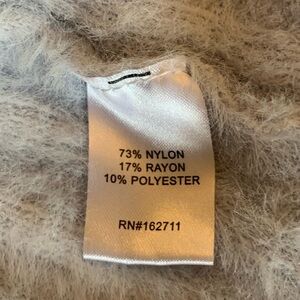 73% NYLON
17% RAYON
10% POLYESTER
RN#162711